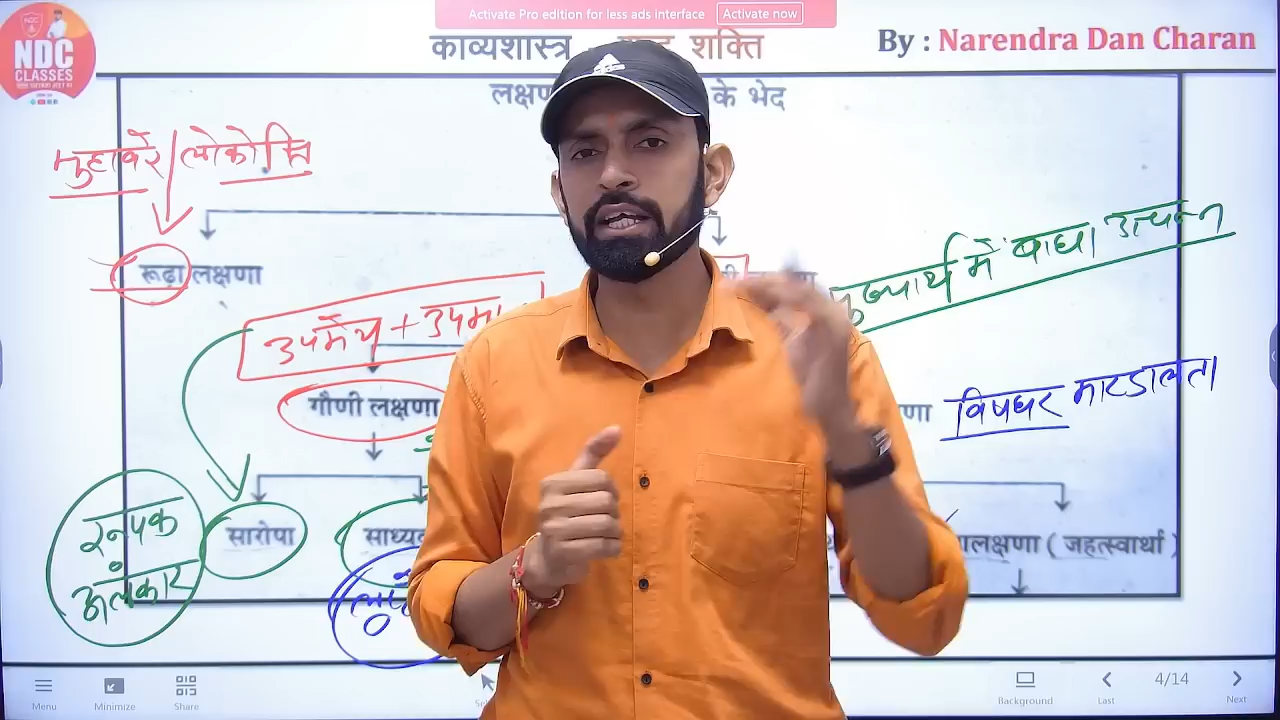 Activate Pro edition for less ads interface Activate now
NDC
CLASSES
काव्यशास्त्र - शब्द शक्ति
By : Narendra Dan Charan
के भेद
मुहावरे/लोकोक्ति
रूढ़ा लक्षणा
मुख्यार्थ में बाधा उत्पन्न
उपमेय + उपमा
गौणी लक्षणा
विषधर मारडालता
रूपक
अलंकार
सारोपा
लक्षणा ( जहत्स्वार्था )
Menu
Minimize
Share
Background
Last
4/14
Next